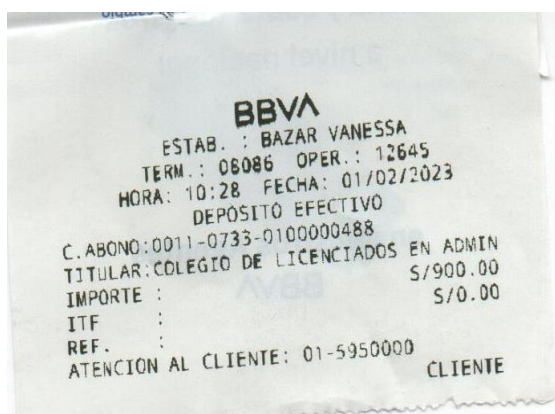 BBVA
ESTAB. : BAZAR VANESSA
TERM.: 08086 OPER.: 12645
HORA: 10:28 FECHA: 01/02/2023
DEPOSITO EFECTIVO
C.ABONO:0011-0733-0100000488
TITULAR:COLEGIO DE LICENCIADOS EN ADMIN
IMPORTE : S/900.00
ITF : S/0.00
REF. :
ATENCION AL CLIENTE: 01-5950000
CLIENTE